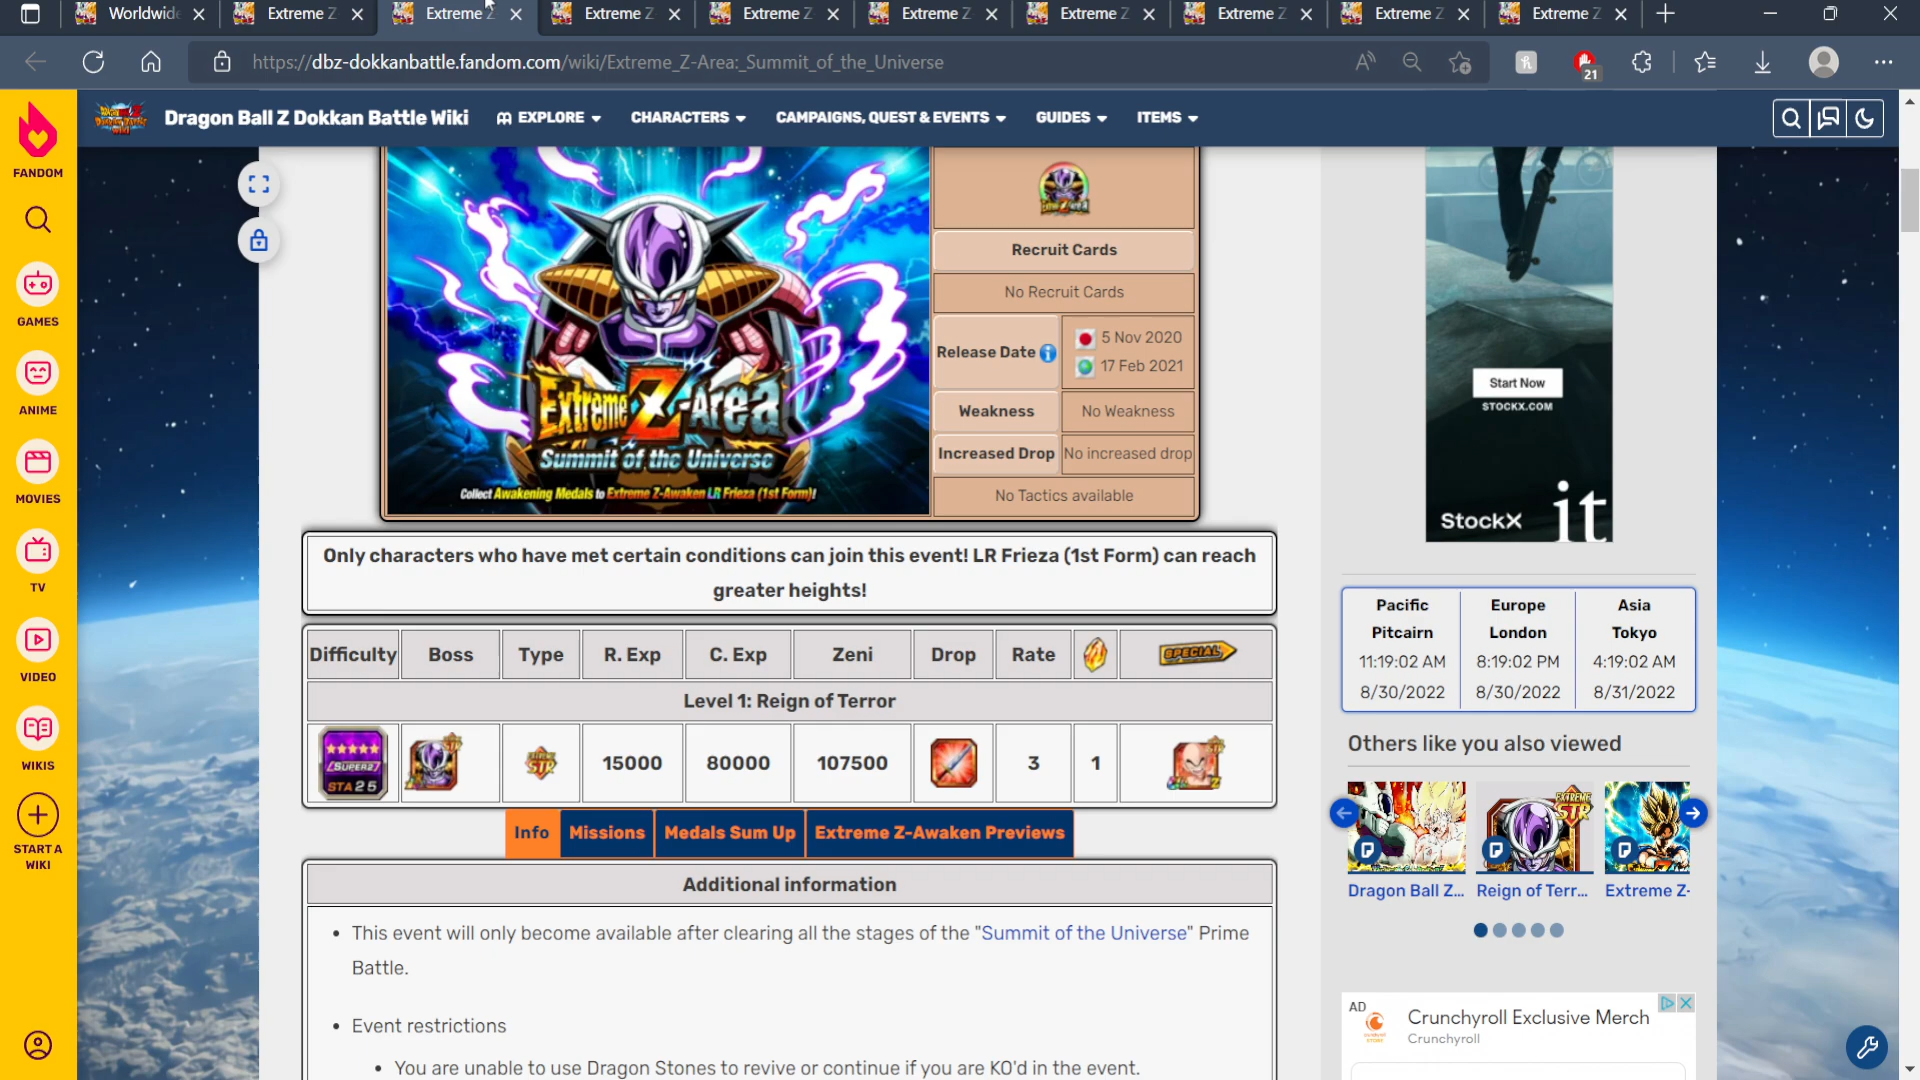 Worldwid
Extreme Z
Extreme Z
Extreme Z
Extreme Z
Extreme Z
Extreme Z
Extreme Z
Extreme Z
Extreme Z
https://dbz-dokkanbattle.fandom.com/wiki/Extreme_Z-Area:_Summit_of_the_Universe
21
Dragon Ball Z Dokkan Battle Wiki
EXPLORE
CHARACTERS
CAMPAIGNS, QUEST & EVENTS
GUIDES
ITEMS
FANDOM
GAMES
ANIME
MOVIES
TV
VIDEO
WIKIS
START A
WIKI
Extreme Z-Area
Summit of the Universe
Collect Awakening Medals to Extreme Z-Awaken LR Frieza (1st Form)!
Recruit Cards
No Recruit Cards
Release Date
5 Nov 2020
17 Feb 2021
Weakness
No Weakness
Increased Drop
No increased drop
No Tactics available
Only characters who have met certain conditions can join this event! LR Frieza (1st Form) can reach
greater heights!
Difficulty
Boss
Type
R. Exp
C. Exp
Zeni
Drop
Rate
SPECIAL
Level 1: Reign of Terror
SUPER2
STA 25
EXTREME
STR
15000
80000
107500
3
1
Info
Missions
Medals Sum Up
Extreme Z-Awaken Previews
Additional information
• This event will only become available after clearing all the stages of the "Summit of the Universe" Prime
Battle.
• Event restrictions
• You are unable to use Dragon Stones to revive or continue if you are KO'd in the event.
Start Now
STOCKX.COM
StockX
it
Pacific
Pitcairn
11:19:02 AM
8/30/2022
Europe
London
8:19:02 PM
8/30/2022
Asia
Tokyo
4:19:02 AM
8/31/2022
Others like you also viewed
EXTREME
STR
Dragon Ball Z...
Reign of Terr...
Extreme Z-
AD
Crunchyroll Exclusive Merch
Crunchyroll